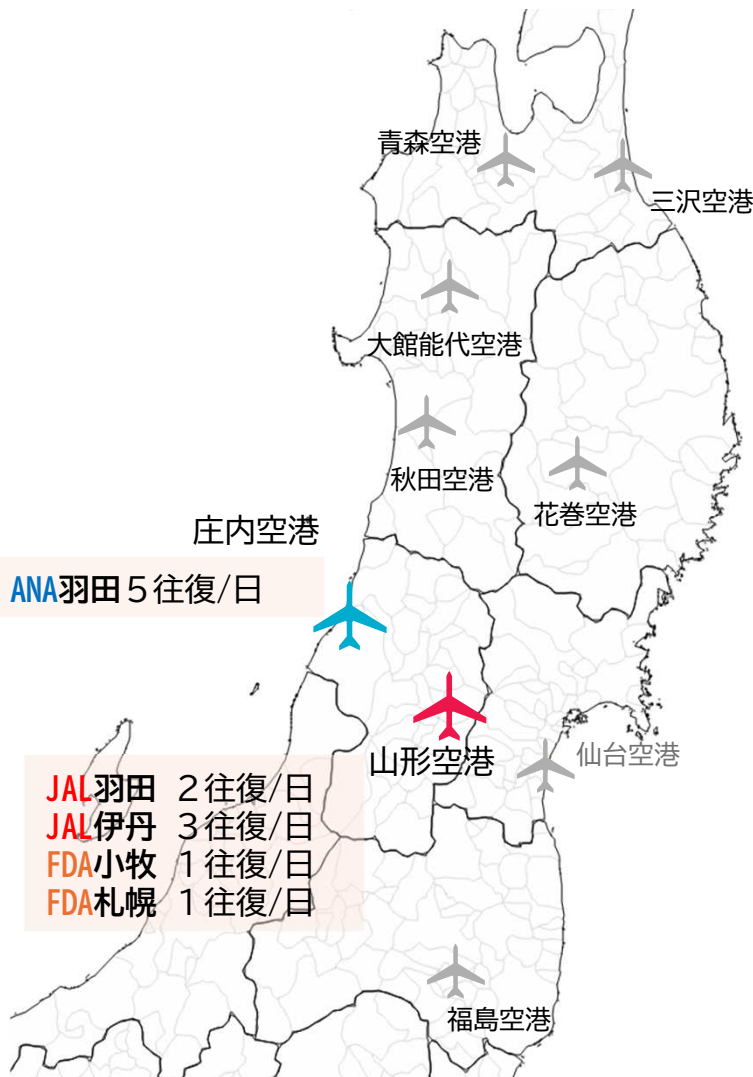 青森空港
三沢空港
大館能代空港
秋田空港
花巻空港
庄内空港
ANA羽田5往復/日
山形空港
仙台空港
JAL羽田 2往復/日
JAL伊丹 3往復/日
FDA小牧 1往復/日
FDA札幌 1往復/日
福島空港